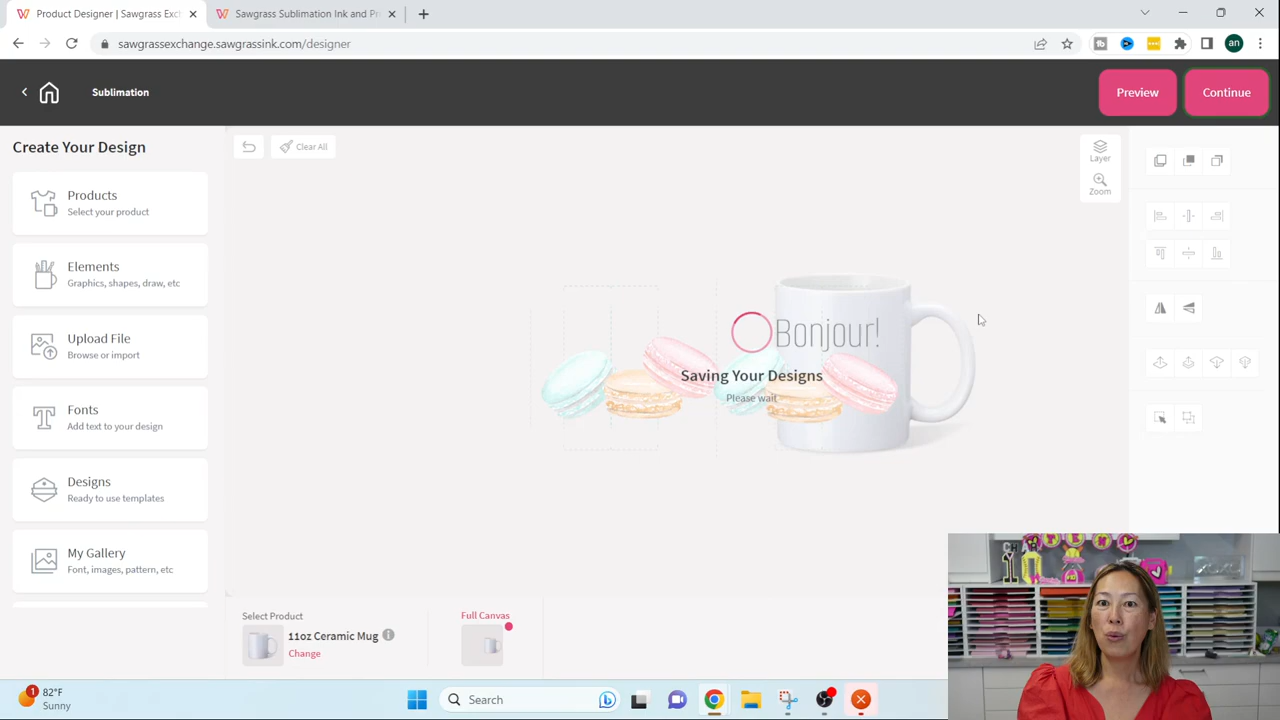 Product Designer | Sawgrass Exc
Sawgrass Sublimation Ink and Pr
sawgrassexchange.sawgrassink.com/designer
an
Sublimation
Preview
Continue
Create Your Design
Clear All
Layer
Zoom
Products
Select your product
Elements
Graphics, shapes, draw, etc
Upload File
Browse or import
Fonts
Add text to your design
Designs
Ready to use templates
My Gallery
Font, images, pattern, etc
Bonjour!
Saving Your Designs
Please wait
Select Product
11oz Ceramic Mug
Change
Full Canvas
1
82°F
Sunny
Search